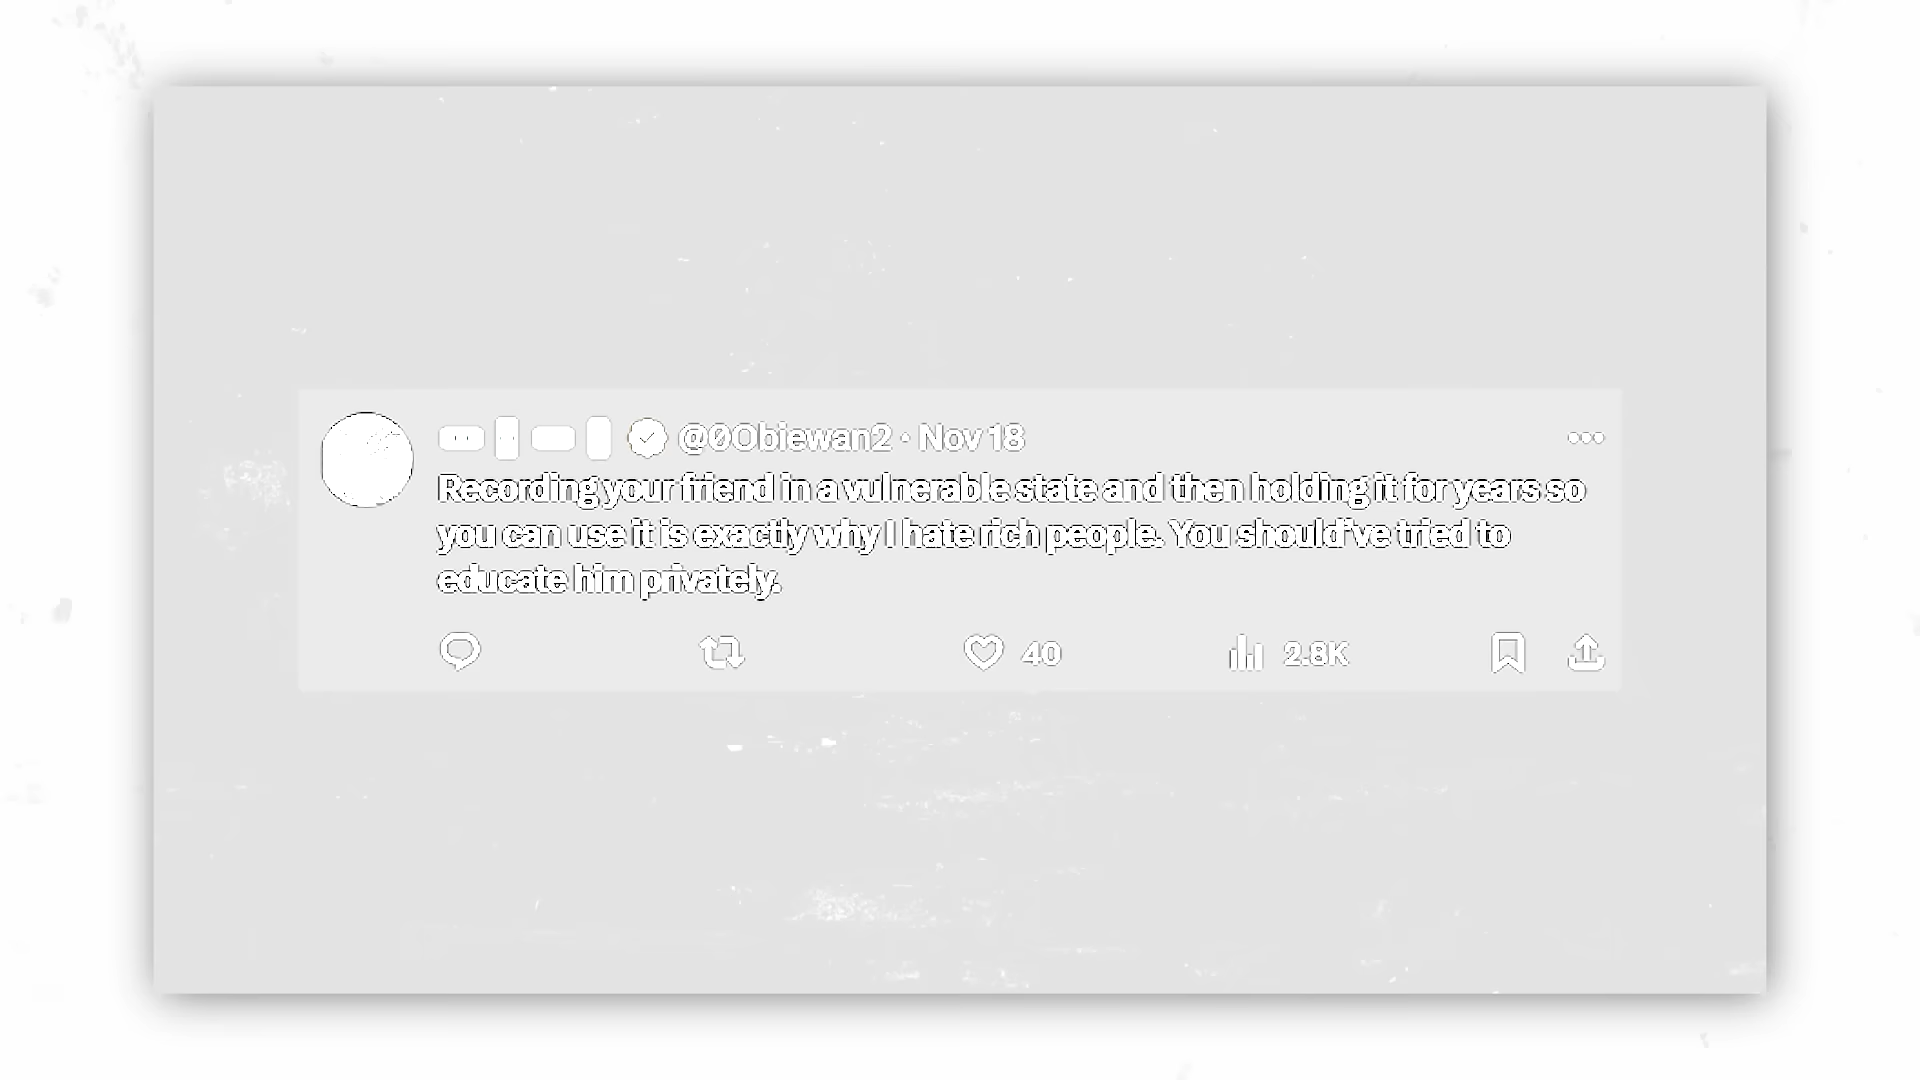 @0Obiewan2 · Nov 18
Recording your friend in a vulnerable state and then holding it for years so
you can use it is exactly why I hate rich people. You should've tried to
educate him privately.
40 2.8K